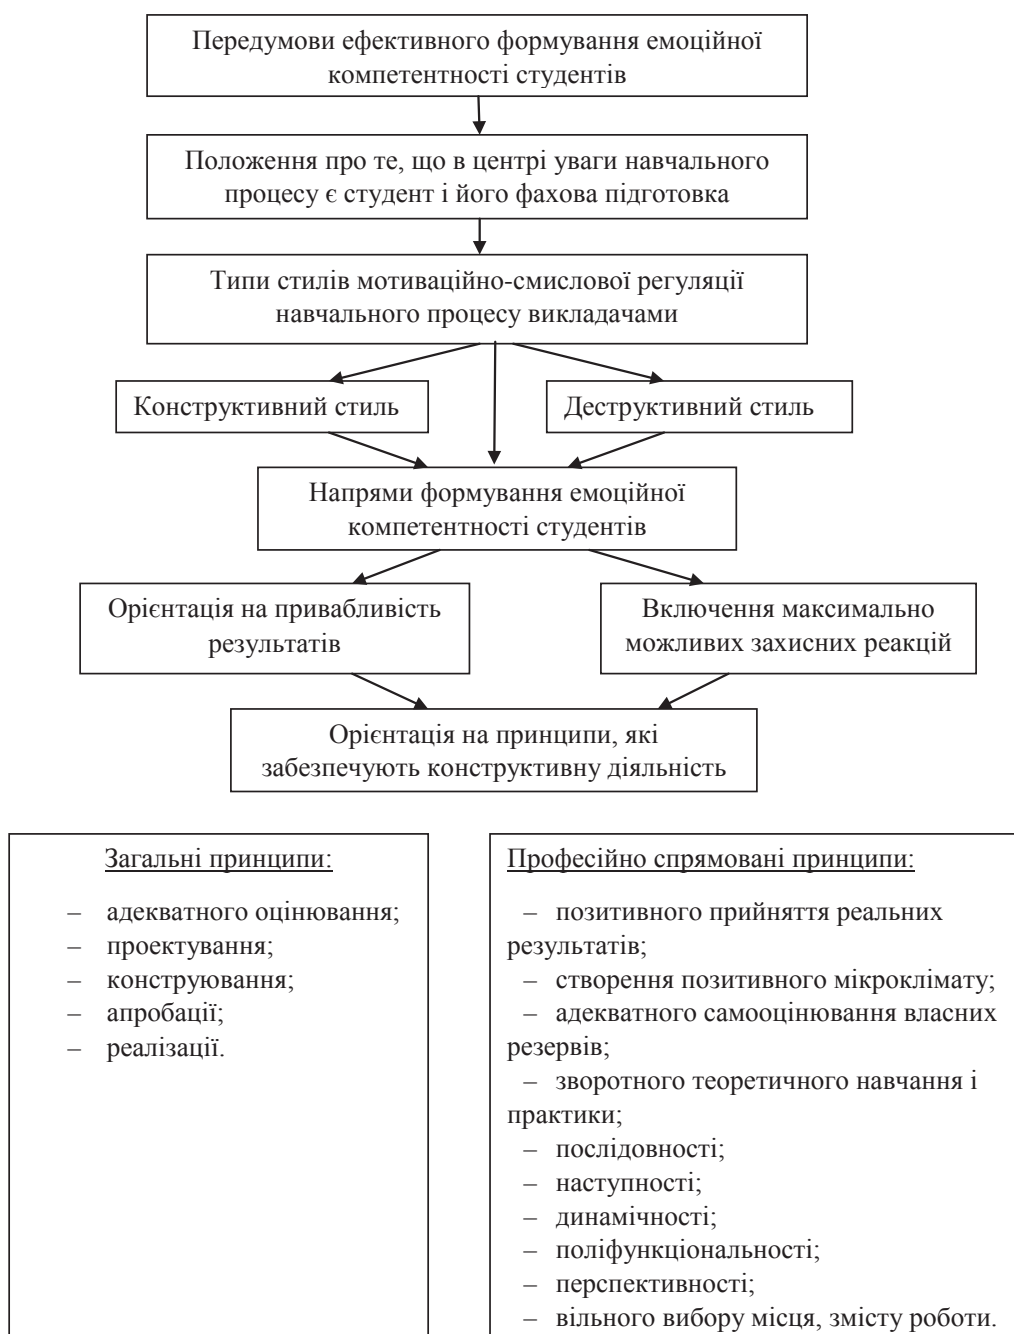 Передумови ефективного формування емоційної
компетентності студентів
Положення про те, що в центрі уваги навчального
процесу є студент і його фахова підготовка
Типи стилів мотиваційно-смислової регуляції
навчального процесу викладачами
Конструктивний стиль
Деструктивний стиль
Напрями формування емоційної
компетентності студентів
Орієнтація на привабливість
результатів
Включення максимально
можливих захисних реакцій
Орієнтація на принципи, які
забезпечують конструктивну діяльність
Загальні принципи:
– адекватного оцінювання;
– проектування;
– конструювання;
– апробації;
– реалізації.
Професійно спрямовані принципи:
– позитивного прийняття реальних
результатів;
– створення позитивного мікроклімату;
– адекватного самооцінювання власних
резервів;
– зворотного теоретичного навчання і
практики;
– послідовності;
– наступності;
– динамічності;
– поліфункціональності;
– перспективності;
– вільного вибору місця, змісту роботи.